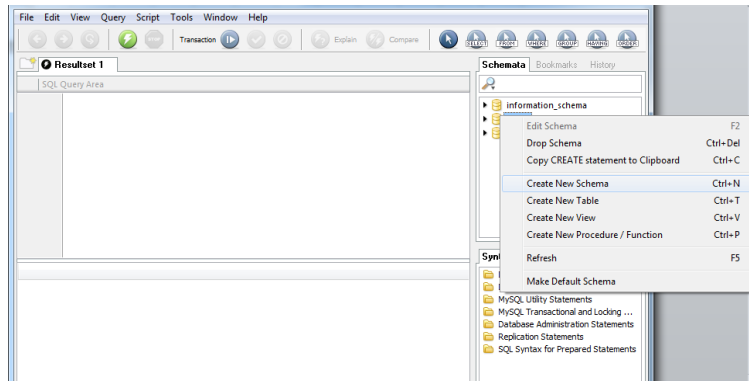 File Edit View Query Script Tools Window Help
Transaction Explain Compare SELECT FROM WHERE GROUP HAVING ORDER
Resultset 1
SQL Query Area
Schemata Bookmarks History
information_schema
Edit Schema F2
Drop Schema Ctrl+Del
Copy CREATE statement to Clipboard Ctrl+C
Create New Schema Ctrl+N
Create New Table Ctrl+T
Create New View Ctrl+V
Create New Procedure / Function Ctrl+P
Refresh F5
Make Default Schema
MySQL Utility Statements
MySQL Transactional and Locking ...
Database Administration Statements
Replication Statements
SQL Syntax for Prepared Statements